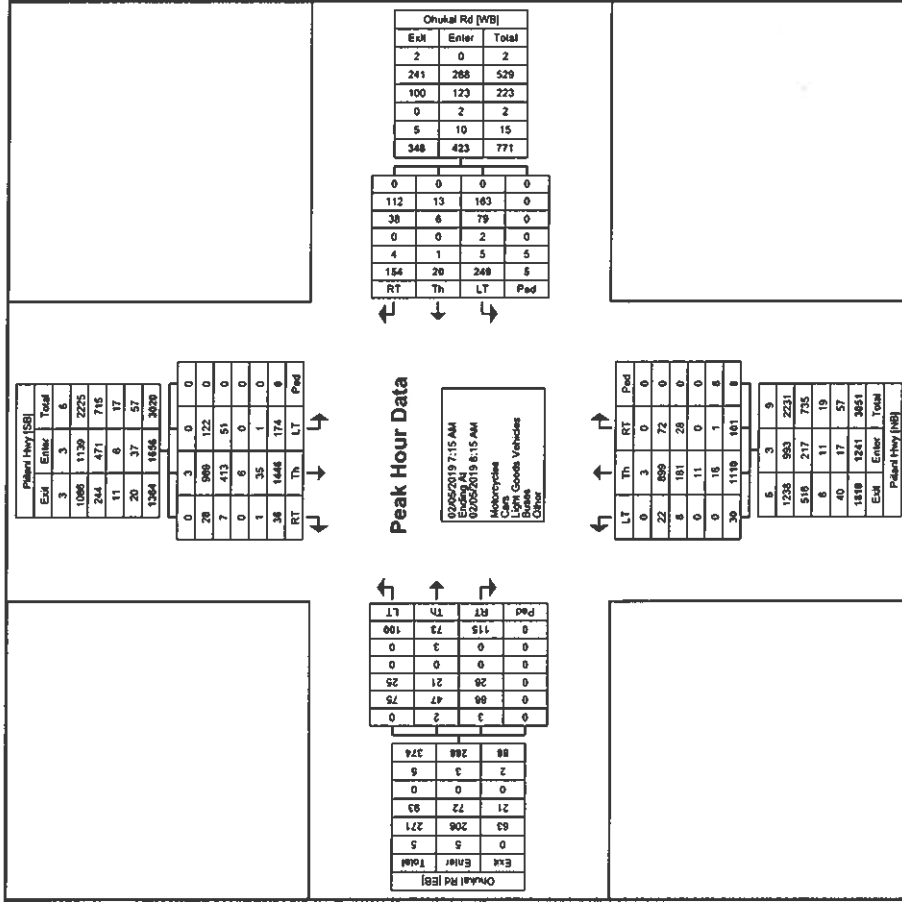 Ohukai Rd [WB]
Exit Enter Total
2 0 2
241 288 529
100 123 223
0 2 2
5 10 15
348 423 771
0 0 0 0
112 13 163 0
38 6 79 0
0 0 2 0
4 1 5 5
154 20 249 5
RT Th LT Ped
Piilani Hwy [SB]
Exit Enter Total
3 3 6
1086 1139 2225
244 471 715
11 6 17
20 37 57
1364 1656 3020
0 3 0 0
28 989 122 0
7 413 51 0
0 6 0 0
1 35 1 0
36 1446 174 0
RT Th LT Ped
Peak Hour Data
02/05/2019 7:15 AM
Ending At
02/05/2019 8:15 AM
Motorcycles
Cars
Light Goods Vehicles
Buses
Other
LT Th RT Ped
0 3 0 0
22 899 72 0
8 181 28 0
0 11 0 0
0 16 1 8
30 1110 101 8
6 3 9
1238 993 2231
518 217 735
8 11 19
40 17 57
1810 1241 3051
Exit Enter Total
Piilani Hwy [NB]
Ohukai Rd [EB]
Exit Enter Total
0 5 5
63 208 271
21 72 93
0 0 0
2 3 5
86 288 374
0 3 2 0
0 86 47 75
0 26 21 25
0 0 0 0
0 0 3 0
0 115 73 100
Ped RT Th LT